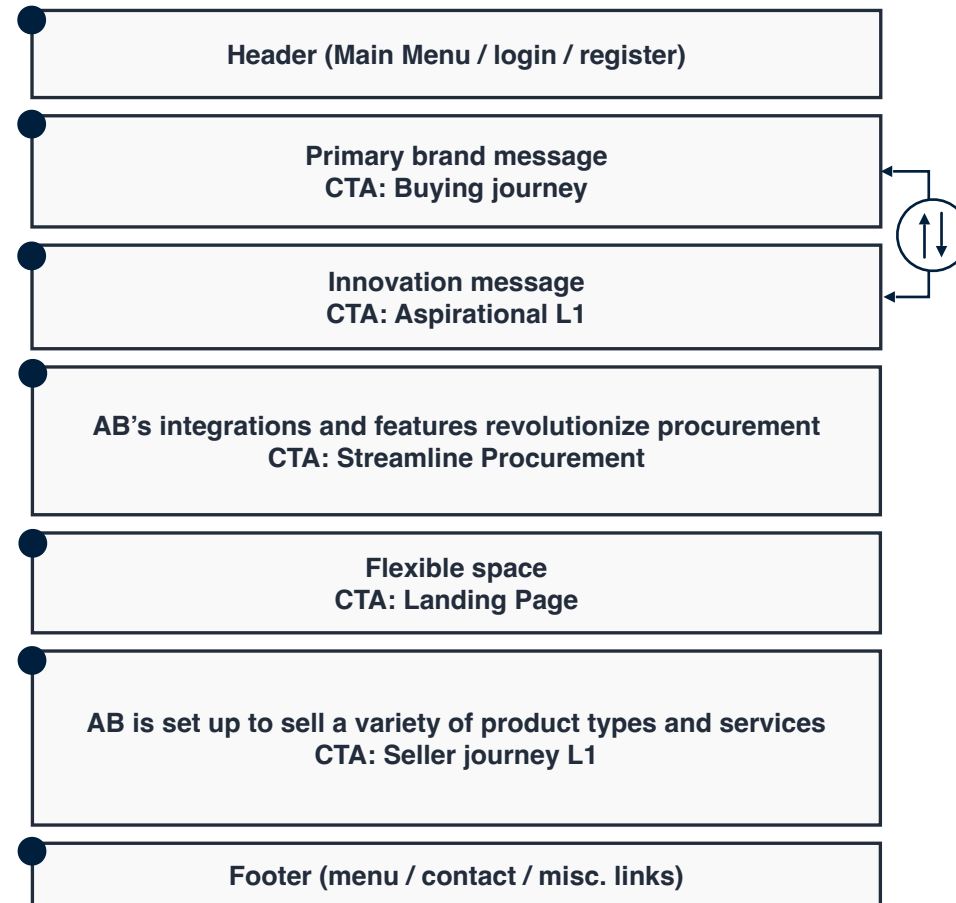 Header (Main Menu / login / register)
Primary brand message
CTA: Buying journey
Innovation message
CTA: Aspirational L1
AB’s integrations and features revolutionize procurement
CTA: Streamline Procurement
Flexible space
CTA: Landing Page
AB is set up to sell a variety of product types and services
CTA: Seller journey L1
Footer (menu / contact / misc. links)